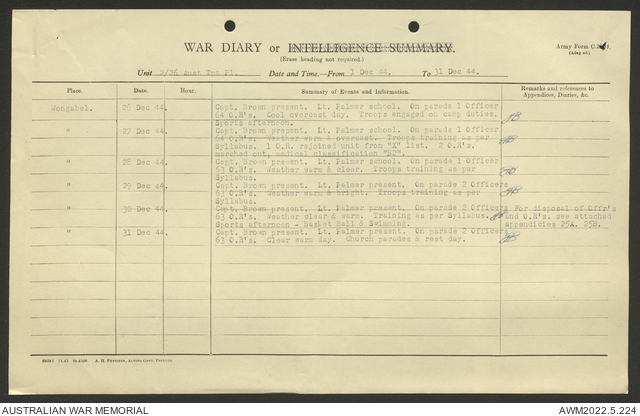 WAR DIARY or INTELLIGENCE SUMMARY.
(Erase heading not required.)
Army Form C.
Unit 2/26 Aust Tpt Pl. Date and Time.—From 1 Dec 44. To 31 Dec 44.
Place. Date. Hour. Summary of Events and Information. Remarks and references to Appendices, Diaries, &c.
Wongabel. 26 Dec 44. Capt. Brown present. Lt. Palmer school. On parade 1 Officer
64 O.R's. Cool overcast day. Troops engaged on camp duties.
Sports afternoon.
" 27 Dec 44. Capt. Brown present. Lt. Palmer school. On parade 1 Officer
64 O.R's. Weather warm & overcast. Troops training as per
Syllabus. 1 O.R. rejoined unit from "X" list. 2 O.R's.
marched out, medical classification
" 28 Dec 44. Capt. Brown present. Lt. Palmer school. On parade 1 Officer
63 O.R's. Weather warm & clear. Troops training as per
Syllabus.
" 29 Dec 44. Capt. Brown present. Lt. Palmer present. On parade 2 Officers
63 O.R's. Weather warm & bright. Troops training as per
Syllabus.
" 30 Dec 44. Capt. Brown present. Lt. Palmer present. On parade 2 Officers
63 O.R's. Weather clear & warm. Training as per Syllabus.
Sports afternoon - Basket Ball & Swimming.
For disposal of Offr's
and O.R's. see attached
appendicies 25A. 25B.
" 31 Dec 44. Capt. Brown present. Lt. Palmer present. On parade 2 Officers
63 O.R's. Clear warm day. Church parades & rest day.
AUSTRALIAN WAR MEMORIAL
AWM2022.5.224